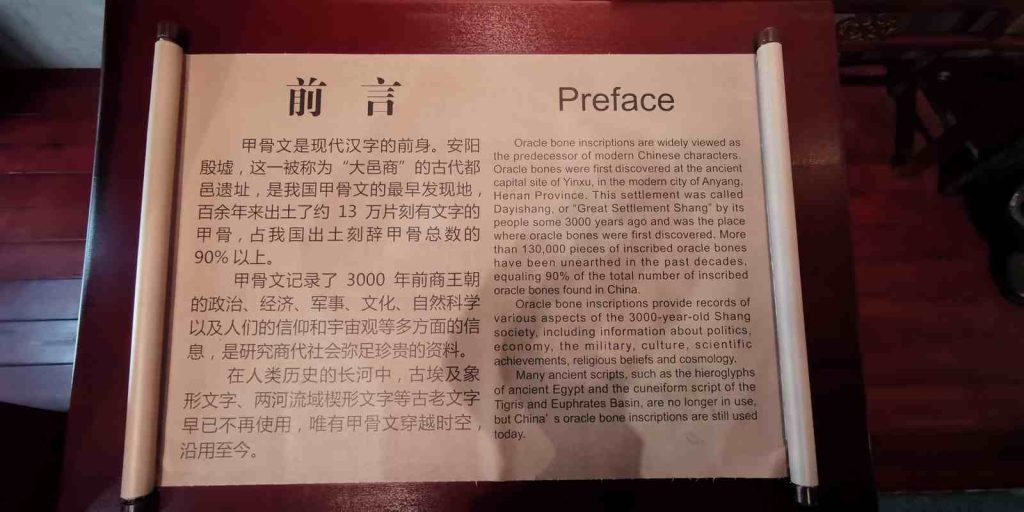 前言
甲骨文是现代汉字的前身。安阳
殷墟，这一被称为“大邑商”的古代都
邑遗址，是我国甲骨文的最早发现地，
百余年来出土了约 13 万片刻有文字的
甲骨，占我国出土刻辞甲骨总数的
90% 以上。
甲骨文记录了 3000 年前商王朝
的政治、经济、军事、文化、自然科学
以及人们的信仰和宇宙观等多方面的信
息，是研究商代社会弥足珍贵的资料。
在人类历史的长河中，古埃及象
形文字、两河流域楔形文字等古老文字
早已不再使用，唯有甲骨文穿越时空，
沿用至今。
Preface
Oracle bone inscriptions are widely viewed as
the predecessor of modern Chinese characters.
Oracle bones were first discovered at the ancient
capital site of Yinxu, in the modern city of Anyang,
Henan Province. This settlement was called
Dayishang, or "Great Settlement Shang" by its
people some 3000 years ago and was the place
where oracle bones were first discovered. More
than 130,000 pieces of inscribed oracle bones
have been unearthed in the past decades,
equaling 90% of the total number of inscribed
oracle bones found in China.
Oracle bone inscriptions provide records of
various aspects of the 3000-year-old Shang
society, including information about politics,
economy, the military, culture, scientific
achievements, religious beliefs and cosmology.
Many ancient scripts, such as the hieroglyphs
of ancient Egypt and the cuneiform script of the
Tigris and Euphrates Basin, are no longer in use,
but China's oracle bone inscriptions are still used
today.